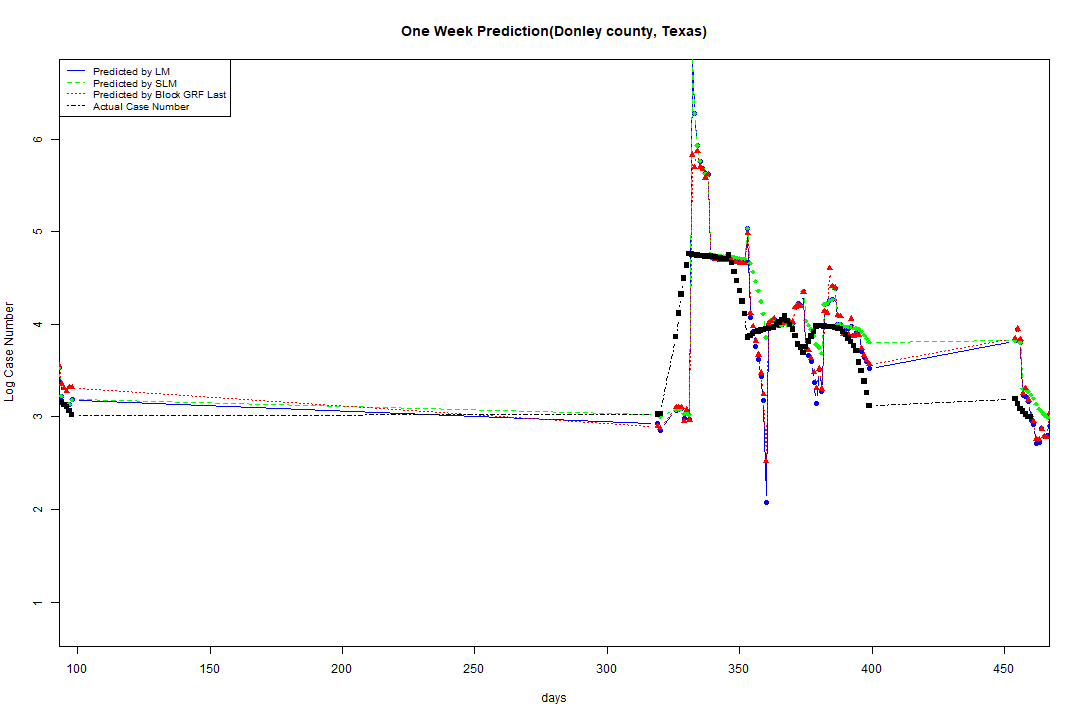 One Week Prediction(Donley county, Texas)
Predicted by LM
Predicted by SLM
Predicted by Block GRF Last
Actual Case Number
6
5
4
3
2
1
Log Case Number
100 150 200 250 300 350 400 450
days